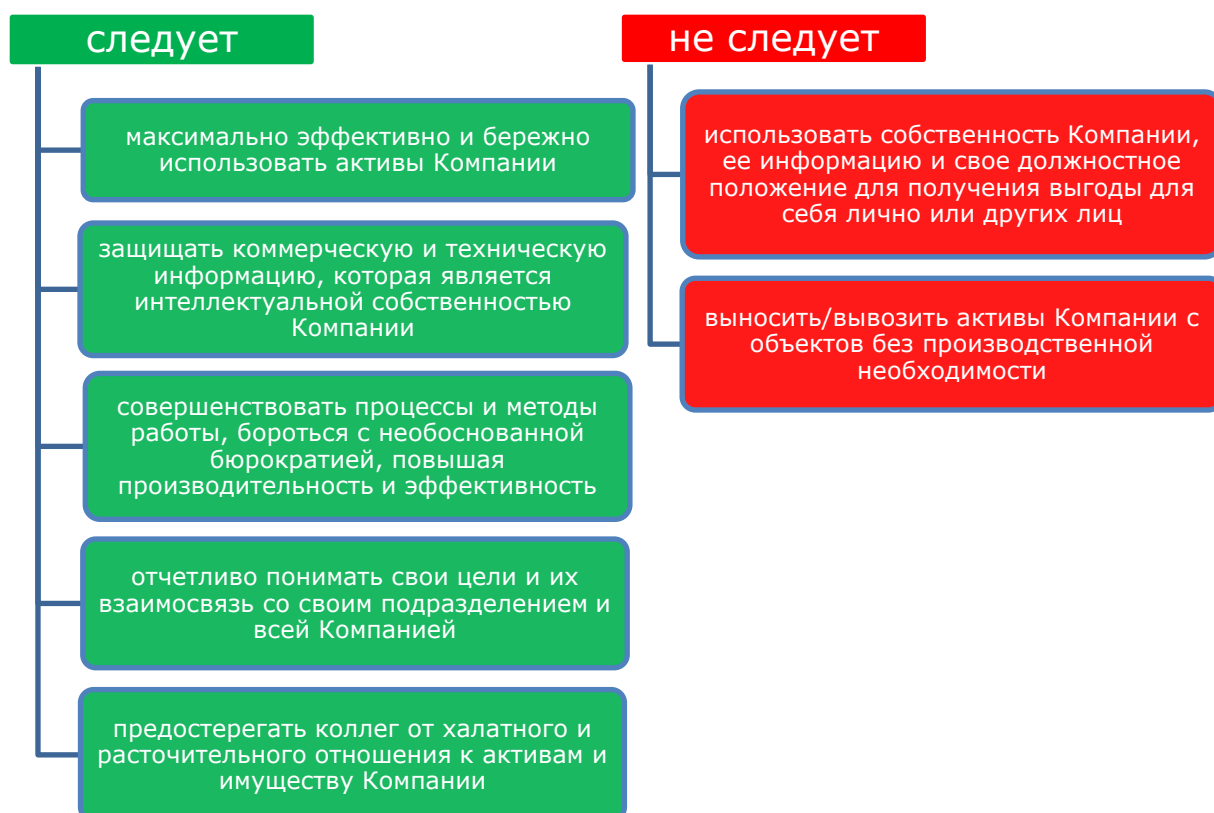 следует
максимально эффективно и бережно
использовать активы Компании
защищать коммерческую и техническую
информацию, которая является
интеллектуальной собственностью
Компании
совершенствовать процессы и методы
работы, бороться с необоснованной
бюрократией, повышая
производительность и эффективность
отчетливо понимать свои цели и их
взаимосвязь со своим подразделением и
всей Компанией
предостерегать коллег от халатного и
расточительного отношения к активам и
имуществу Компании
не следует
использовать собственность Компании,
ее информацию и свое должностное
положение для получения выгоды для
себя лично или других лиц
выносить/вывозить активы Компании с
объектов без производственной
необходимости